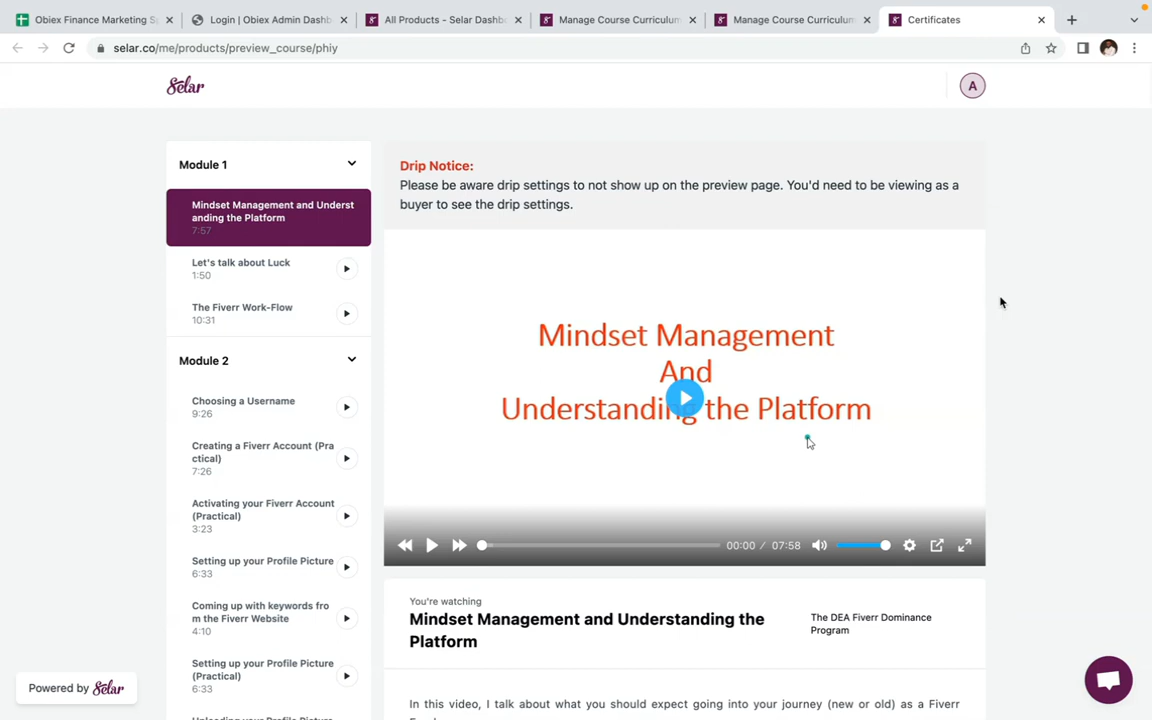 Obiex Finance Marketing Sp
Login | Obiex Admin Dashb
All Products - Selar Dashbo
Manage Course Curriculum
Manage Course Curriculum
Certificates
selar.co/me/products/preview_course/phiy
Selar
A
Module 1
Mindset Management and Underst
anding the Platform
7:57
Let's talk about Luck
1:50
The Fiverr Work-Flow
10:31
Module 2
Choosing a Username
9:26
Creating a Fiverr Account (Pra
ctical)
7:26
Activating your Fiverr Account
(Practical)
3:23
Setting up your Profile Picture
6:33
Coming up with keywords fro
m the Fiverr Website
4:10
Setting up your Profile Picture
(Practical)
6:33
Drip Notice:
Please be aware drip settings to not show up on the preview page. You'd need to be viewing as a
buyer to see the drip settings.
Mindset Management
And
Understanding the Platform
00:00 / 07:58
You're watching
Mindset Management and Understanding the
Platform
The DEA Fiverr Dominance
Program
In this video, I talk about what you should expect going into your journey (new or old) as a Fiverr
Powered by Selar